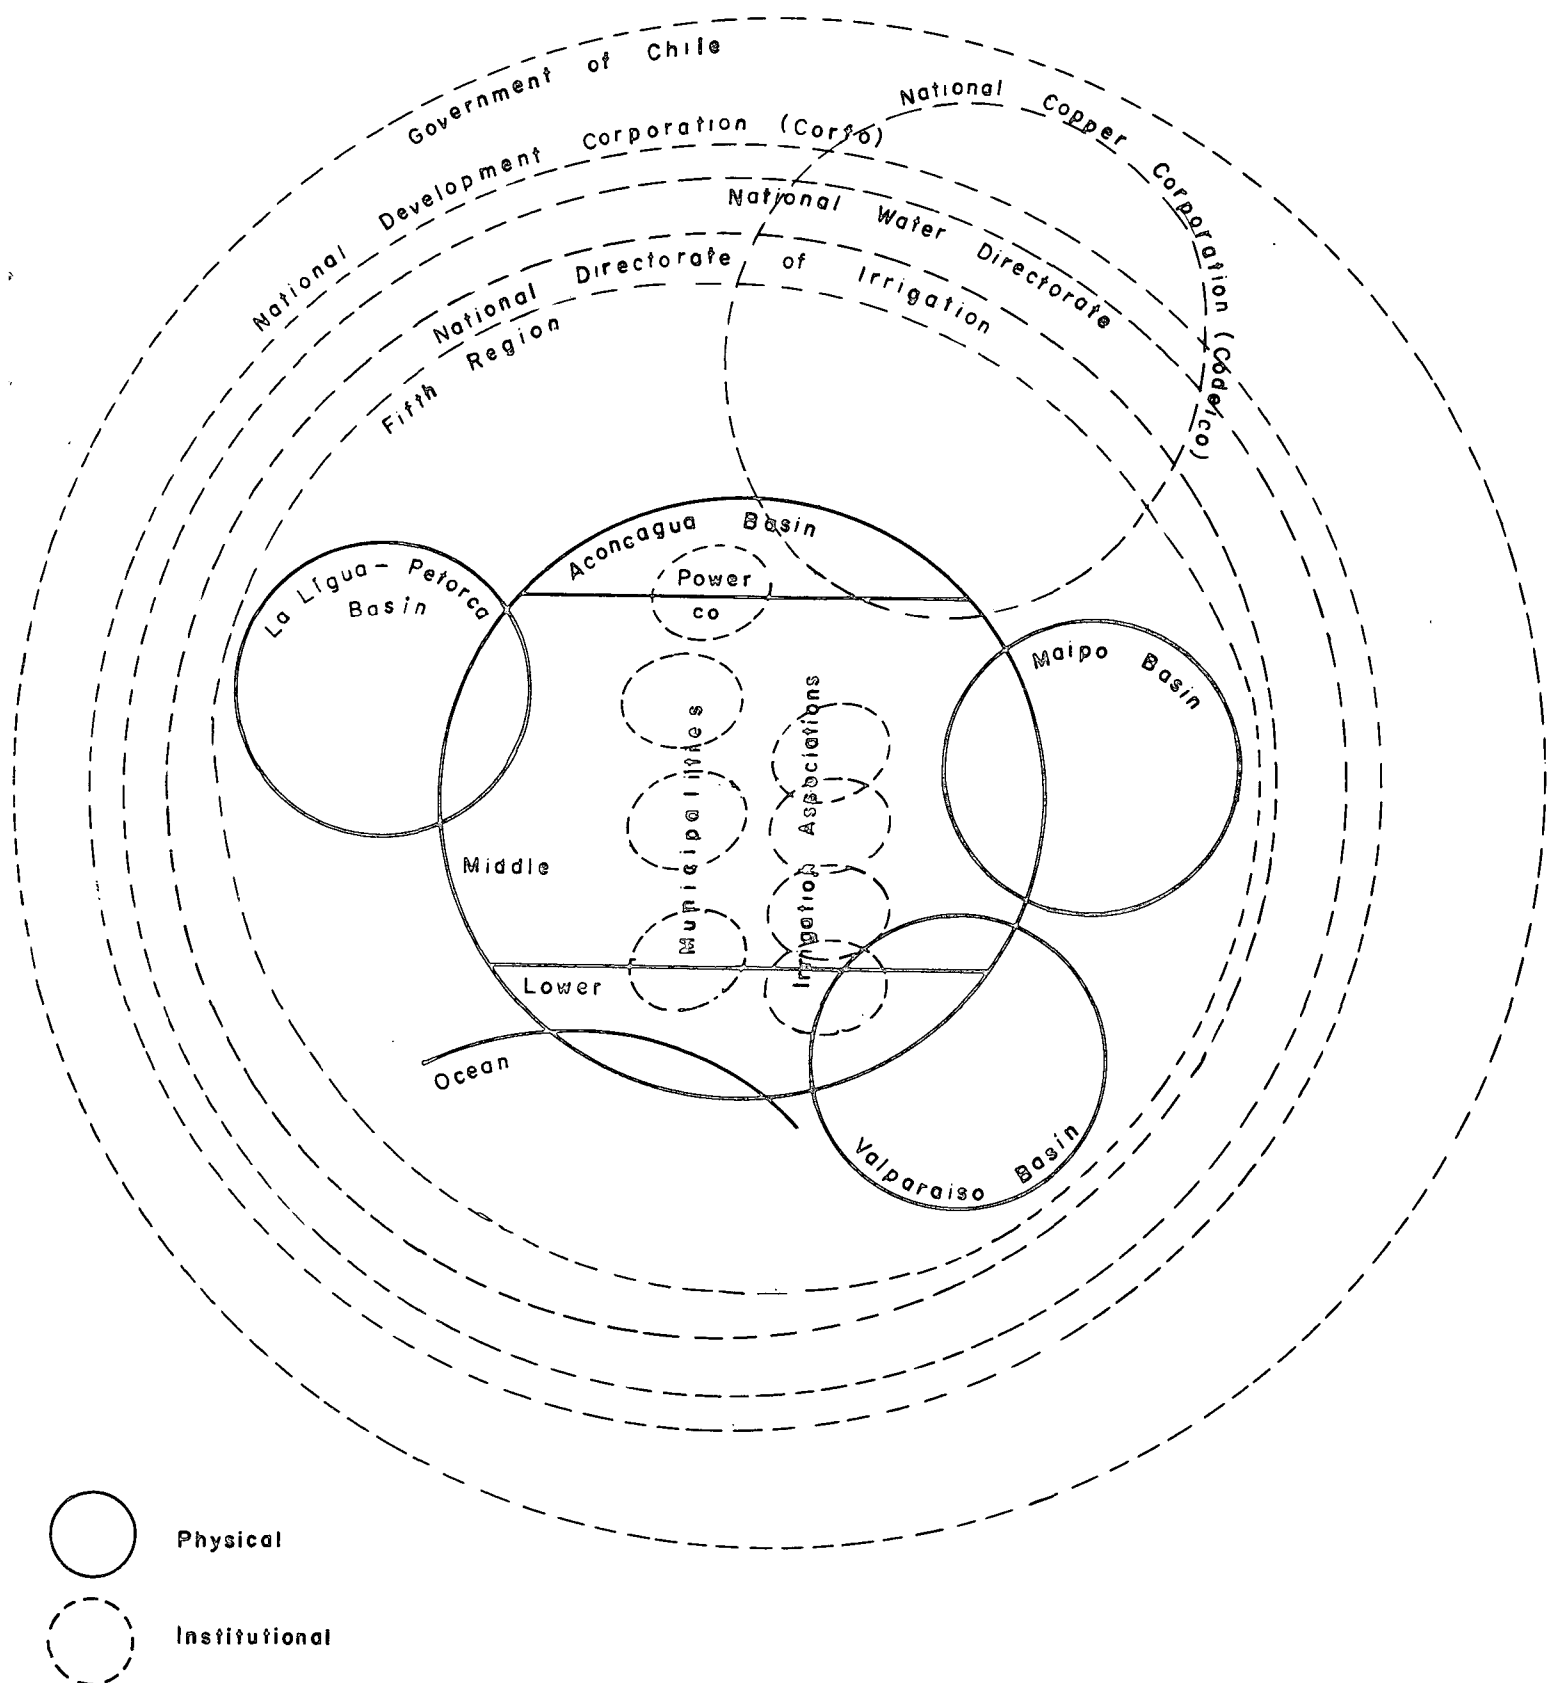 Government of Chile
National Copper Corporation (Codelco)
National Development Corporation (Corfo)
National Water Directorate
National Directorate of Irrigation
Fifth Region
Aconcagua Basin
La Lígua - Petorca
Basin
Power
co
Maipo Basin
Municipalities
Irrigation Associations
Middle
Lower
Ocean
Valparaiso Basin
Physical
Institutional